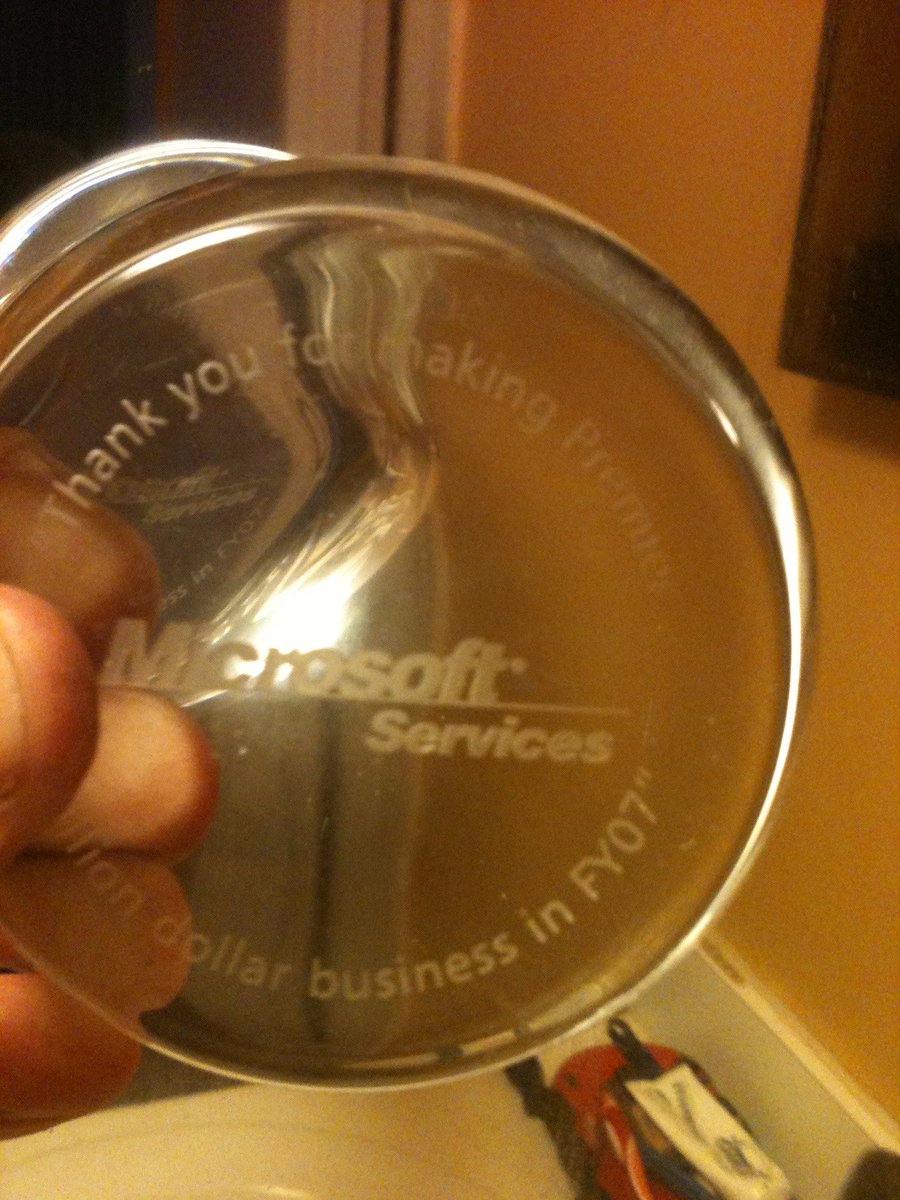 Thank you for making Premier
Microsoft
Services
dollar business in FY07"